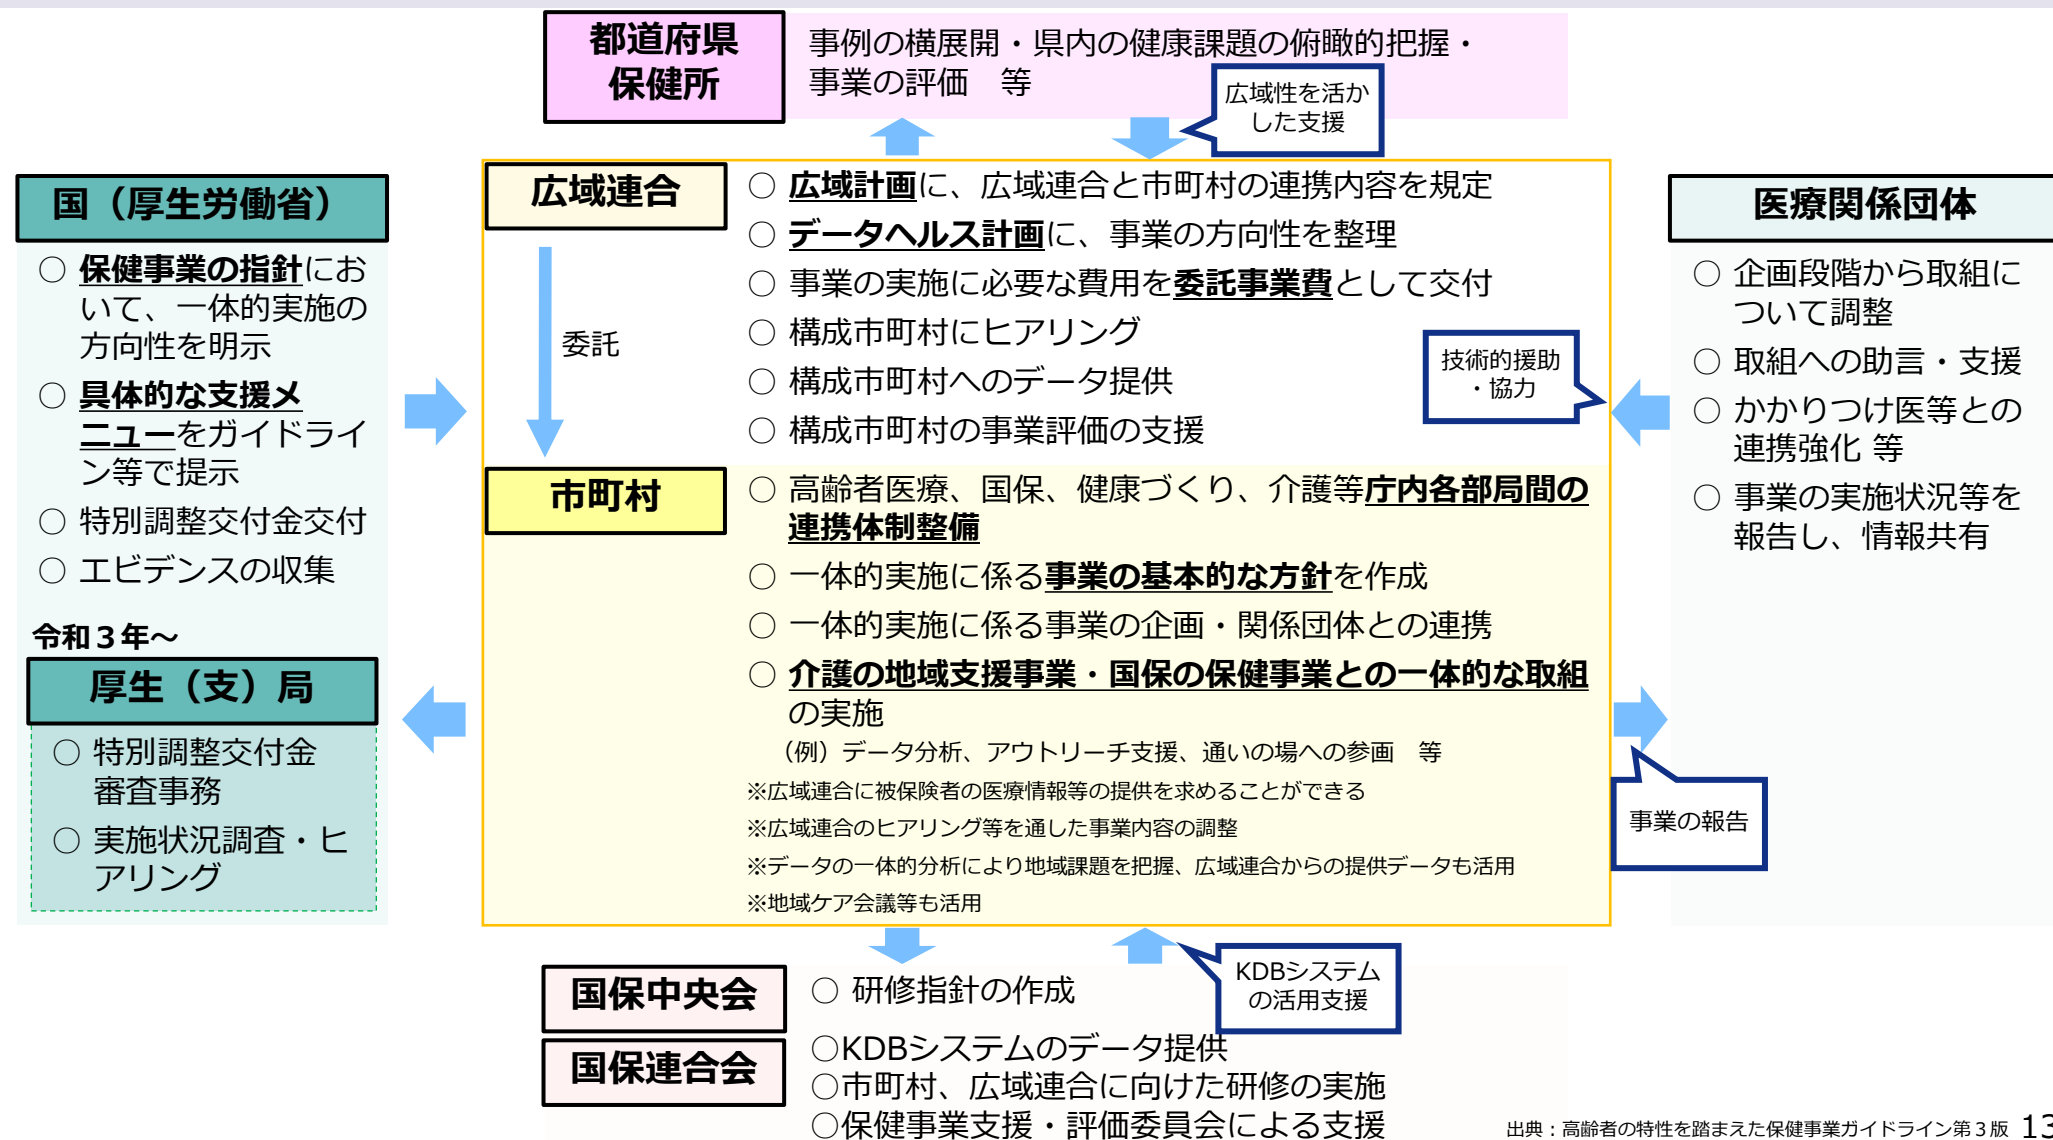 都道府県
保健所
事例の横展開・県内の健康課題の俯瞰的把握・
事業の評価　等
広域性を活か
した支援
国（厚生労働省）
○ 保健事業の指針にお
いて、一体的実施の
方向性を明示
○ 具体的な支援メ
ニューをガイドライ
ン等で提示
○ 特別調整交付金交付
○ エビデンスの収集
令和３年～
厚生（支）局
○ 特別調整交付金
審査事務
○ 実施状況調査・ヒ
アリング
広域連合
○ 広域計画に、広域連合と市町村の連携内容を規定
○ データヘルス計画に、事業の方向性を整理
○ 事業の実施に必要な費用を委託事業費として交付
○ 構成市町村にヒアリング
○ 構成市町村へのデータ提供
○ 構成市町村の事業評価の支援
委託
技術的援助
・協力
市町村
○ 高齢者医療、国保、健康づくり、介護等庁内各部局間の
連携体制整備
○ 一体的実施に係る事業の基本的な方針を作成
○ 一体的実施に係る事業の企画・関係団体との連携
○ 介護の地域支援事業・国保の保健事業との一体的な取組
の実施
（例）データ分析、アウトリーチ支援、通いの場への参画　等
※広域連合に被保険者の医療情報等の提供を求めることができる
※広域連合のヒアリング等を通した事業内容の調整
※データの一体的分析により地域課題を把握、広域連合からの提供データも活用
※地域ケア会議等も活用
医療関係団体
○ 企画段階から取組に
ついて調整
○ 取組への助言・支援
○ かかりつけ医等との
連携強化 等
○ 事業の実施状況等を
報告し、情報共有
事業の報告
国保中央会
○ 研修指針の作成
KDBシステム
の活用支援
国保連合会
○KDBシステムのデータ提供
○市町村、広域連合に向けた研修の実施
○保健事業支援・評価委員会による支援
出典：高齢者の特性を踏まえた保健事業ガイドライン第３版
13